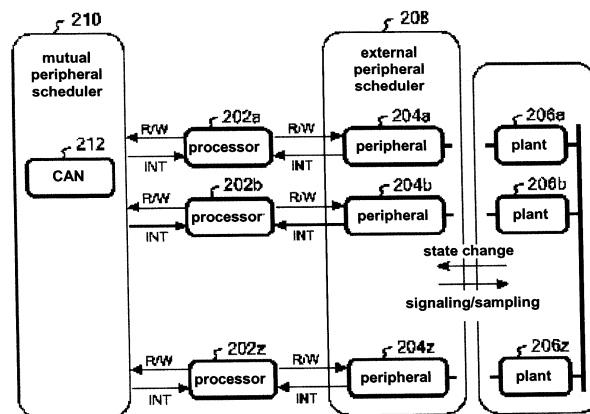 210
mutual
peripheral
scheduler
212
CAN
208
external
peripheral
scheduler
R/W
INT
202a
processor
R/W
INT
204a
peripheral
206a
plant
R/W
INT
202b
processor
R/W
INT
204b
peripheral
206b
plant
state change
signaling/sampling
R/W
INT
202z
processor
R/W
INT
204z
peripheral
206z
plant